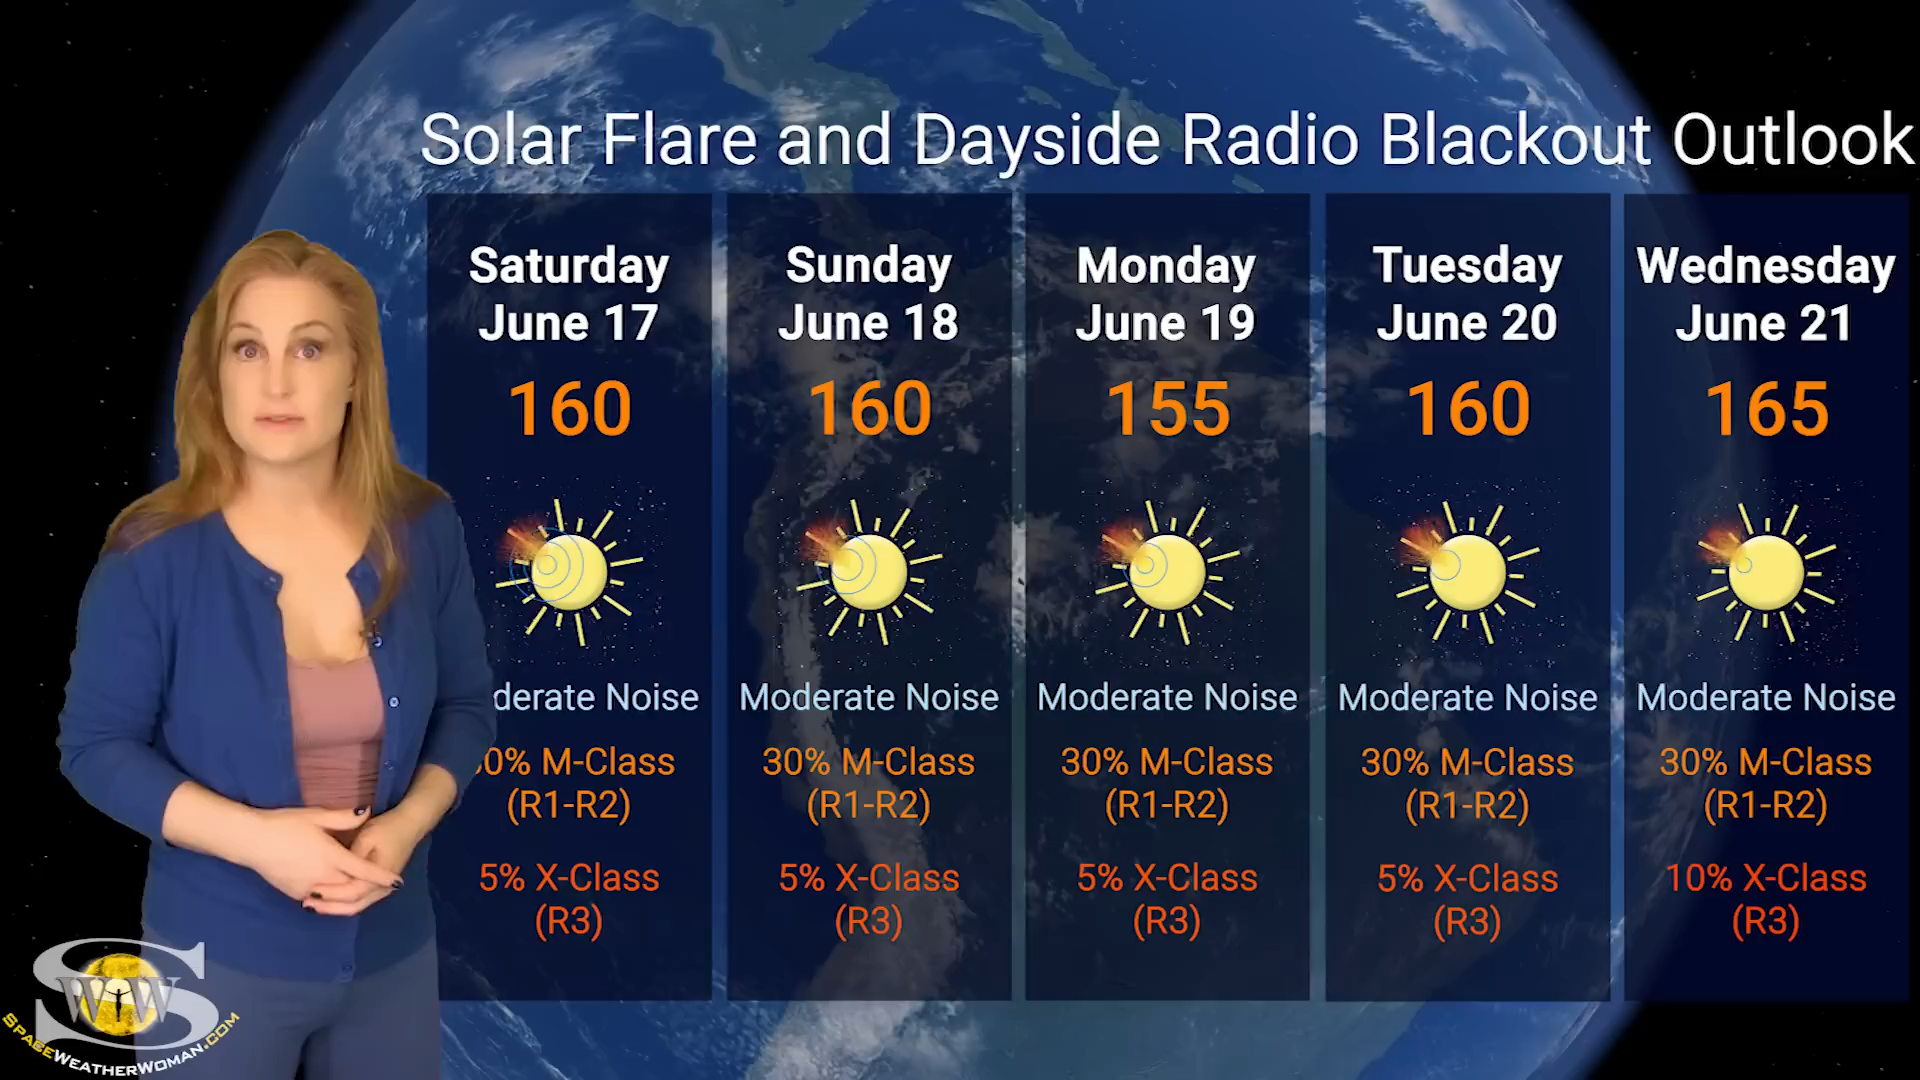 Solar Flare and Dayside Radio Blackout Outlook
Saturday
June 17
160
derate Noise
0% M-Class
(R1-R2)
5% X-Class
(R3)
Sunday
June 18
160
Moderate Noise
30% M-Class
(R1-R2)
5% X-Class
(R3)
Monday
June 19
155
Moderate Noise
30% M-Class
(R1-R2)
5% X-Class
(R3)
Tuesday
June 20
160
Moderate Noise
30% M-Class
(R1-R2)
5% X-Class
(R3)
Wednesday
June 21
165
Moderate Noise
30% M-Class
(R1-R2)
10% X-Class
(R3)
SWW
SPACEWEATHERWOMAN.COM